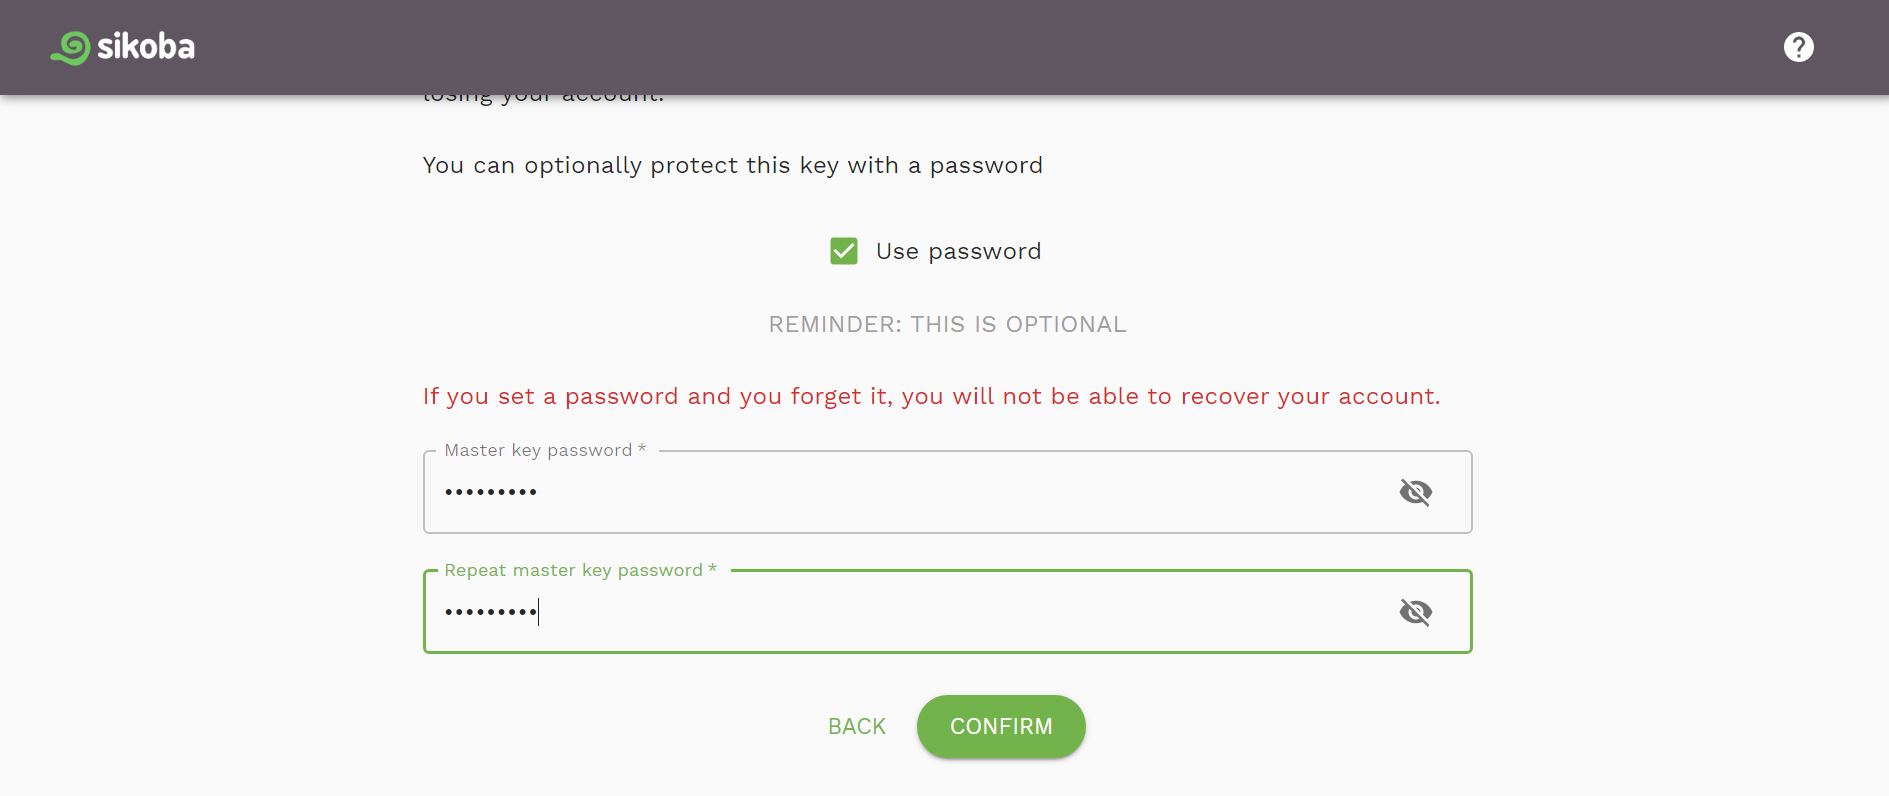 sikoba
losing your account.
You can optionally protect this key with a password
Use password
REMINDER: THIS IS OPTIONAL
If you set a password and you forget it, you will not be able to recover your account.
Master key password *
•••••••••
Repeat master key password *
•••••••••
BACK
CONFIRM